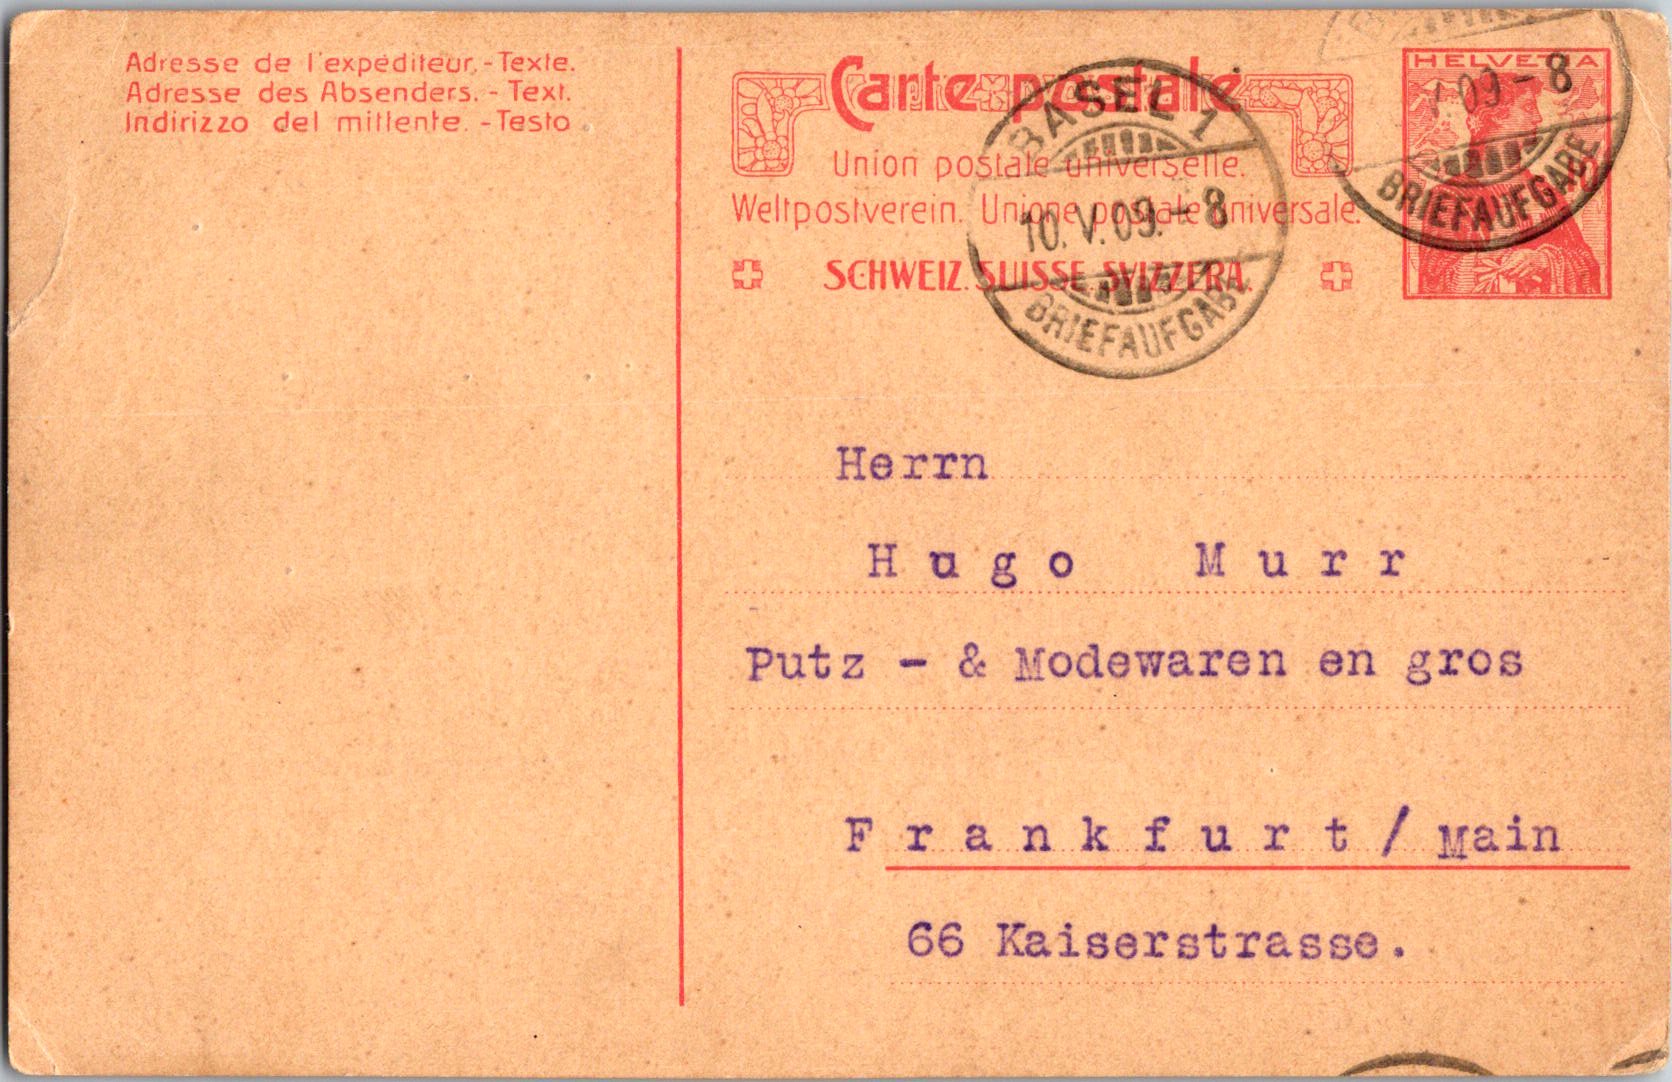 Adresse de l'expéditeur. - Texte.
Adresse des Absenders. - Text.
Indirizzo del mittente. - Testo
Carte postale
Union postale universelle.
Weltpostverein. Unione postale universale.
SCHWEIZ. SUISSE. SVIZZERA.
HELVETIA
BASEL 1
10.V.09.-8
BRIEFAUFGABE
09-8
BRIEFAUFGABE
Herrn
Hugo Murr
Putz - & Modewaren en gros
Frankfurt / Main
66 Kaiserstrasse.